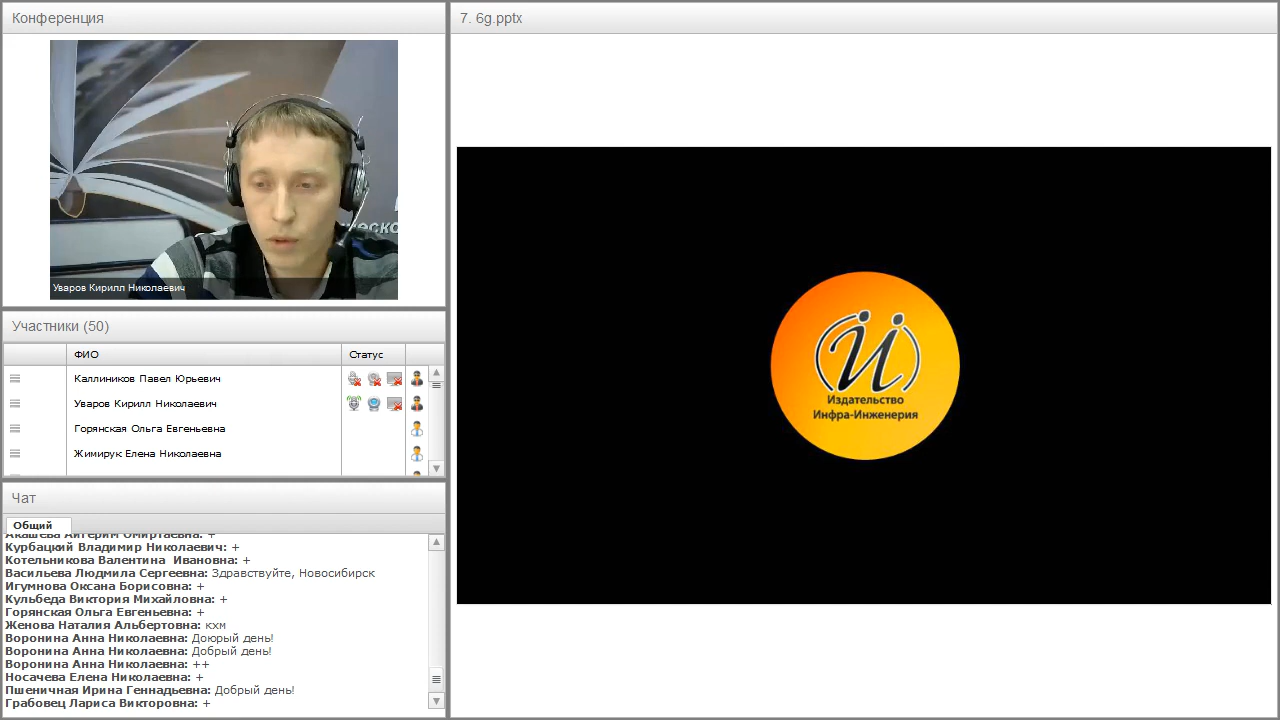 Конференция
ческо
Уваров Кирилл Николаевич
Участники (50)
ФИО
Статус
Каллиников Павел Юрьевич
Уваров Кирилл Николаевич
Горянская Ольга Евгеньевна
Жимирук Елена Николаевна
Чат
Общий
Акашева Айгерим Омиртаевна: +
Курбацкий Владимир Николаевич: +
Котельникова Валентина Ивановна: +
Васильева Людмила Сергеевна: Здравствуйте, Новосибирск
Игумнова Оксана Борисовна: +
Кульбеда Виктория Михайловна: +
Горянская Ольга Евгеньевна: +
Женова Наталия Альбертовна: кхм
Воронина Анна Николаевна: Доюрый день!
Воронина Анна Николаевна: Добрый день!
Воронина Анна Николаевна: ++
Носачева Елена Николаевна: +
Пшеничная Ирина Геннадьевна: Добрый день!
Грабовец Лариса Викторовна: +
7. 6g.pptx
И
Издательство
Инфра-Инженерия